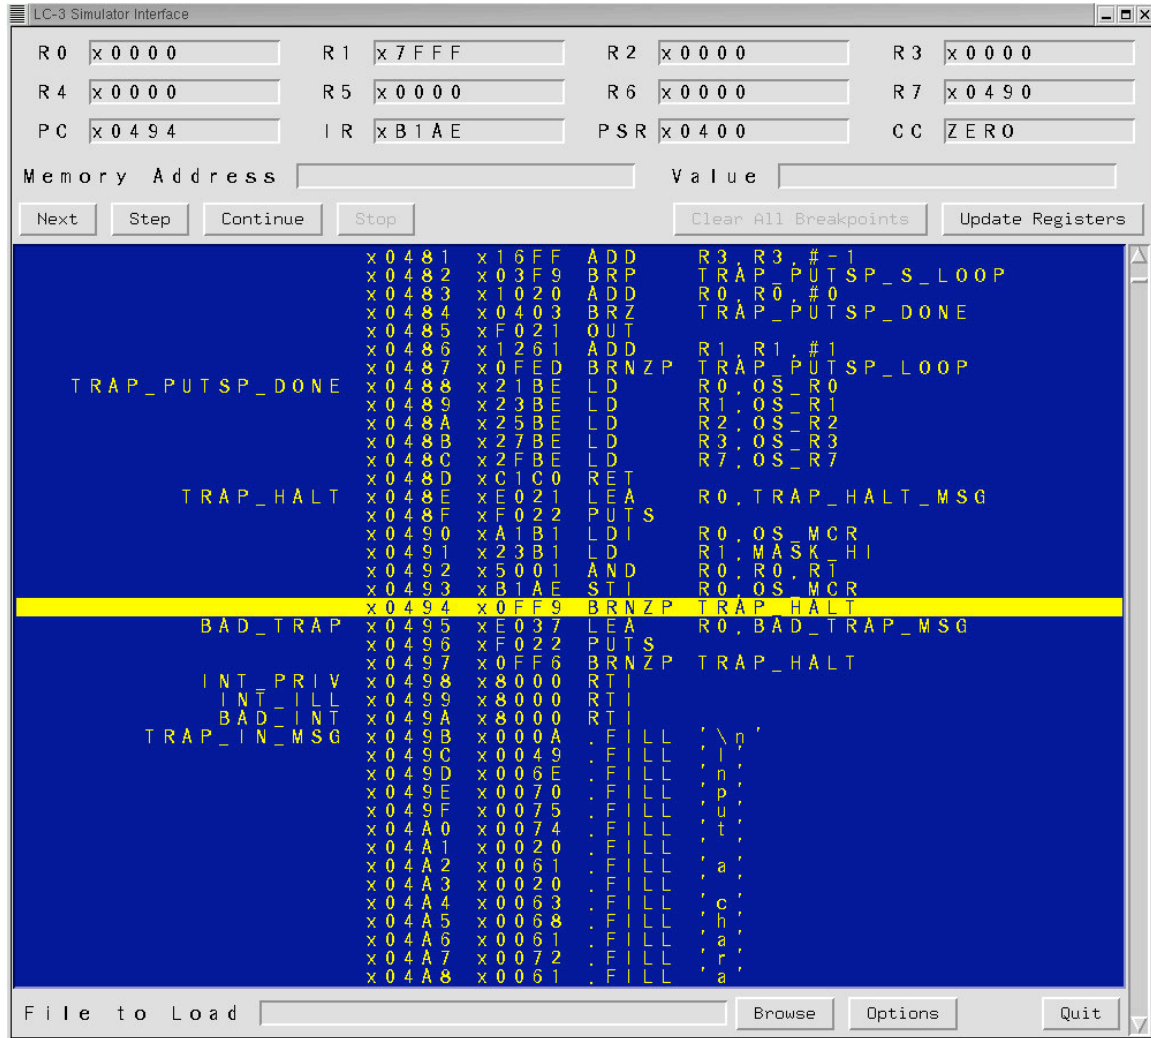 LC-3 Simulator Interface
R0 x0000 R1 x7FFF R2 x0000 R3 x0000
R4 x0000 R5 x0000 R6 x0000 R7 x0490
PC x0494 IR xB1AE PSR x0400 CC ZERO
Memory Address Value
Next Step Continue Stop Clear All Breakpoints Update Registers
x0481 x16FF ADD R3,R3,#-1
x0482 x03F9 BRP TRAP_PUTSP_S_LOOP
x0483 x1020 ADD R0,R0,#0
x0484 x0403 BRZ TRAP_PUTSP_DONE
x0485 xF021 OUT
x0486 x1261 ADD R1,R1,#1
x0487 x0FED BRNZP TRAP_PUTSP_LOOP
TRAP_PUTSP_DONE x0488 x21BE LD R0,OS_R0
x0489 x23BE LD R1,OS_R1
x048A x25BE LD R2,OS_R2
x048B x27BE LD R3,OS_R3
x048C x2FBE LD R7,OS_R7
x048D xC1C0 RET
TRAP_HALT x048E xE021 LEA R0,TRAP_HALT_MSG
x048F xF022 PUTS
x0490 xA1B1 LDI R0,OS_MCR
x0491 x23B1 LD R1,MASK_HI
x0492 x5001 AND R0,R0,R1
x0493 xB1AE STI R0,OS_MCR
x0494 x0FF9 BRNZP TRAP_HALT
BAD_TRAP x0495 xE037 LEA R0,BAD_TRAP_MSG
x0496 xF022 PUTS
x0497 x0FF6 BRNZP TRAP_HALT
INT_PRIV x0498 x8000 RTI
INT_ILL x0499 x8000 RTI
BAD_INT x049A x8000 RTI
TRAP_IN_MSG x049B x000A .FILL '\n'
x049C x0049 .FILL 'I'
x049D x006E .FILL 'n'
x049E x0070 .FILL 'p'
x049F x0075 .FILL 'u'
x04A0 x0074 .FILL 't'
x04A1 x0020 .FILL ' '
x04A2 x0061 .FILL 'a'
x04A3 x0020 .FILL ' '
x04A4 x0063 .FILL 'c'
x04A5 x0068 .FILL 'h'
x04A6 x0061 .FILL 'a'
x04A7 x0072 .FILL 'r'
x04A8 x0061 .FILL 'a'
File to Load Browse Options Quit